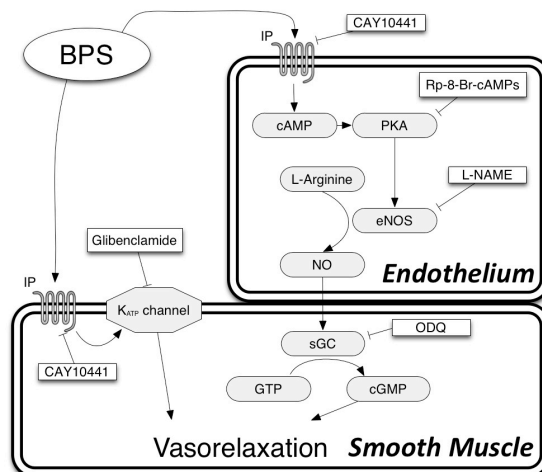 IP
CAY10441
BPS
Rp-8-Br-cAMPs
cAMP
PKA
L-Arginine
L-NAME
eNOS
Glibenclamide
NO
Endothelium
IP
KATP channel
ODQ
sGC
CAY10441
GTP
cGMP
Vasorelaxation
Smooth Muscle